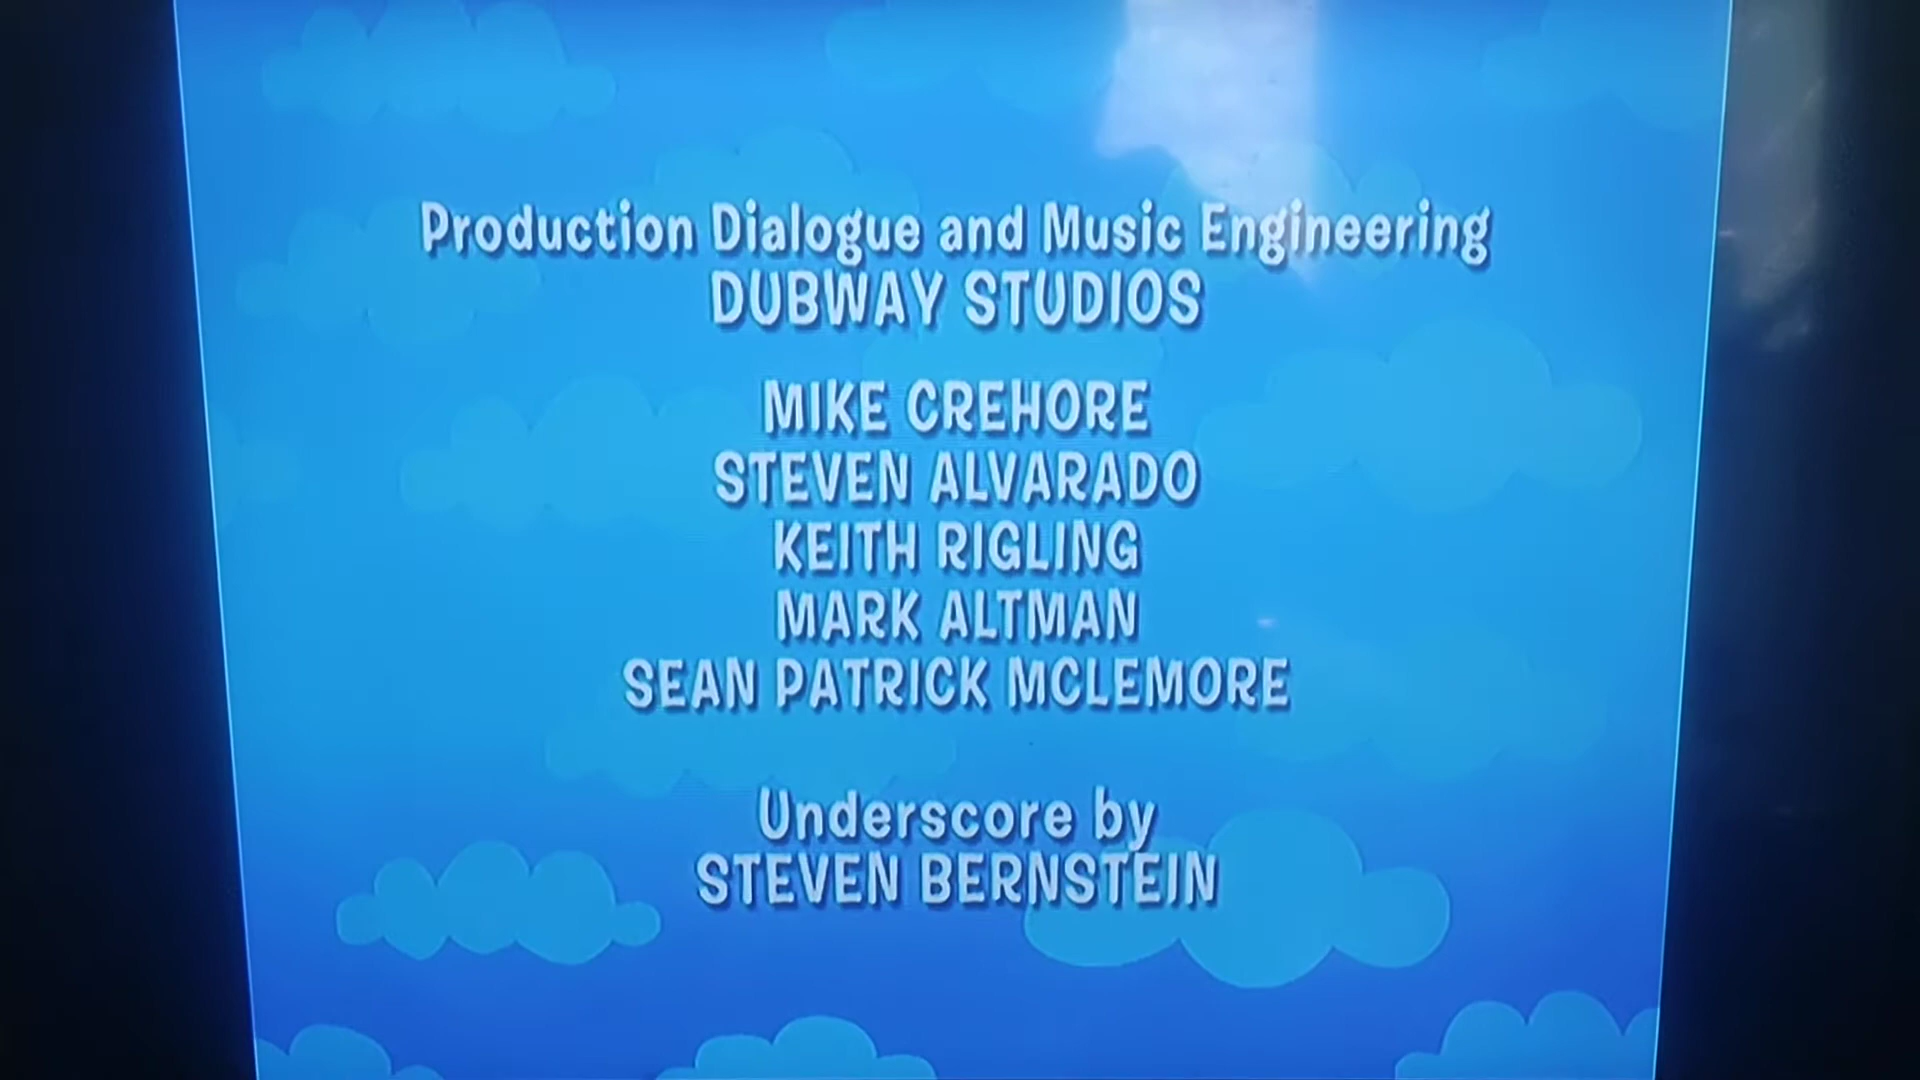 Production Dialogue and Music Engineering
DUBWAY STUDIOS
MIKE CREHORE
STEVEN ALVARADO
KEITH RIGLING
MARK ALTMAN
SEAN PATRICK MCLEMORE
Underscore by
STEVEN BERNSTEIN